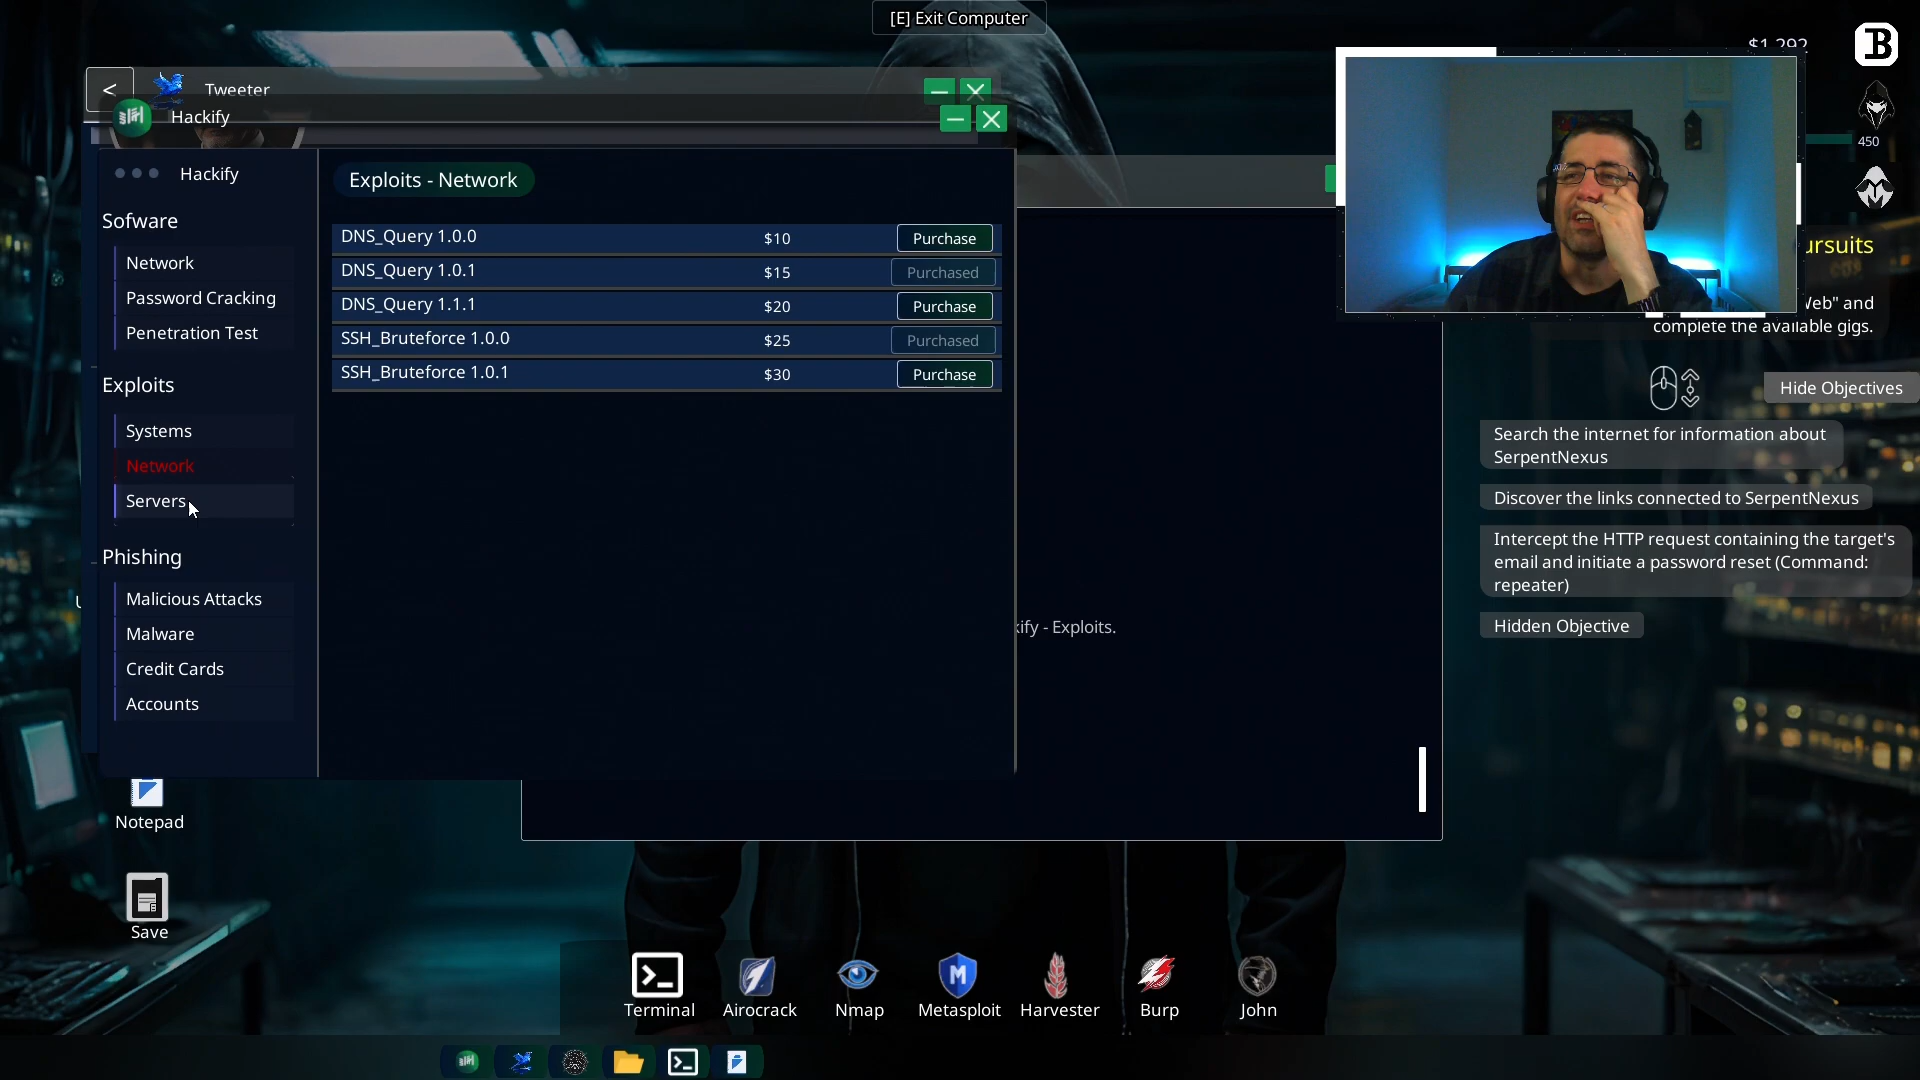 [E] Exit Computer
$1,292
<
Tweeter
Hackify
450
Hackify
Exploits - Network
Sofware
Network
Password Cracking
Penetration Test
Exploits
Systems
Network
Servers
Phishing
Malicious Attacks
Malware
Credit Cards
Accounts
DNS_Query 1.0.0 $10 Purchase
DNS_Query 1.0.1 $15 Purchased
DNS_Query 1.1.1 $20 Purchase
SSH_Bruteforce 1.0.0 $25 Purchased
SSH_Bruteforce 1.0.1 $30 Purchase
kify - Exploits.
ursuits
Web" and
complete the available gigs.
Hide Objectives
Search the internet for information about
SerpentNexus
Discover the links connected to SerpentNexus
Intercept the HTTP request containing the target's
email and initiate a password reset (Command:
repeater)
Hidden Objective
Notepad
Save
Terminal
Airocrack
Nmap
Metasploit
Harvester
Burp
John